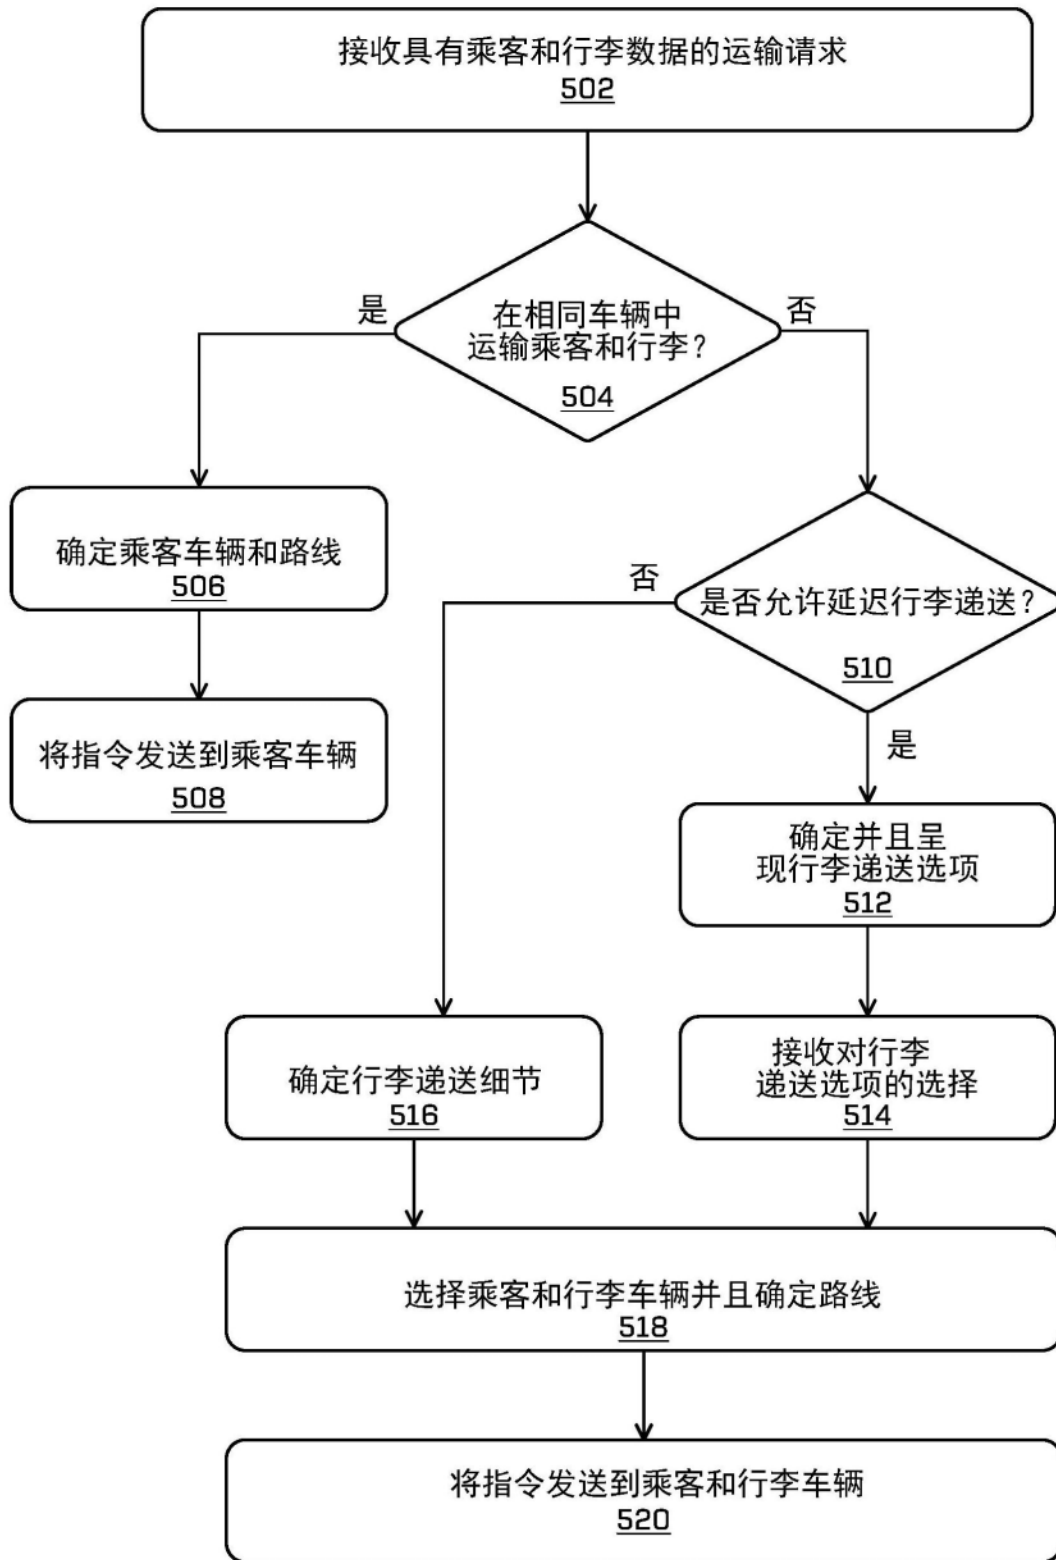 接收具有乘客和行李数据的运输请求
502
是
否
在相同车辆中
运输乘客和行李？
504
确定乘客车辆和路线
506
否
是否允许延迟行李递送？
510
将指令发送到乘客车辆
508
是
确定并且呈
现行李递送选项
512
确定行李递送细节
516
接收对行李
递送选项的选择
514
选择乘客和行李车辆并且确定路线
518
将指令发送到乘客和行李车辆
520